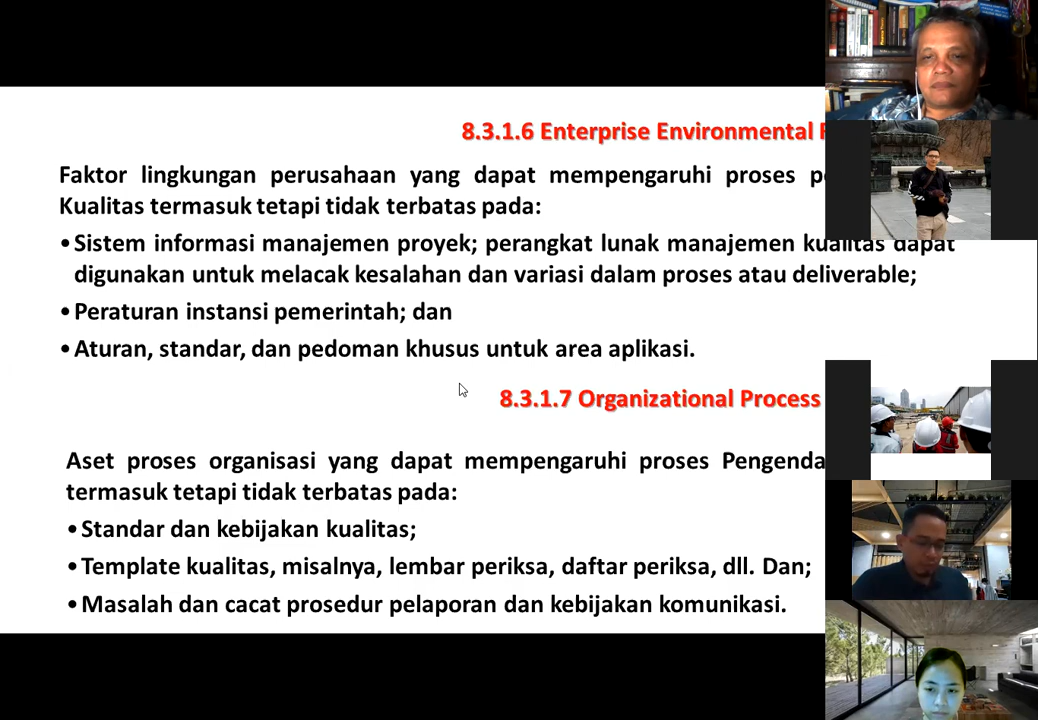 8.3.1.6 Enterprise Environmental
Faktor lingkungan perusahaan yang dapat mempengaruhi proses
Kualitas termasuk tetapi tidak terbatas pada:
•Sistem informasi manajemen proyek; perangkat lunak manajemen kualitas dapat
digunakan untuk melacak kesalahan dan variasi dalam proses atau deliverable;
•Peraturan instansi pemerintah; dan
•Aturan, standar, dan pedoman khusus untuk area aplikasi.
8.3.1.7 Organizational Process
Aset proses organisasi yang dapat mempengaruhi proses
termasuk tetapi tidak terbatas pada:
•Standar dan kebijakan kualitas;
•Template kualitas, misalnya, lembar periksa, daftar periksa, dll. Dan;
•Masalah dan cacat prosedur pelaporan dan kebijakan komunikasi.